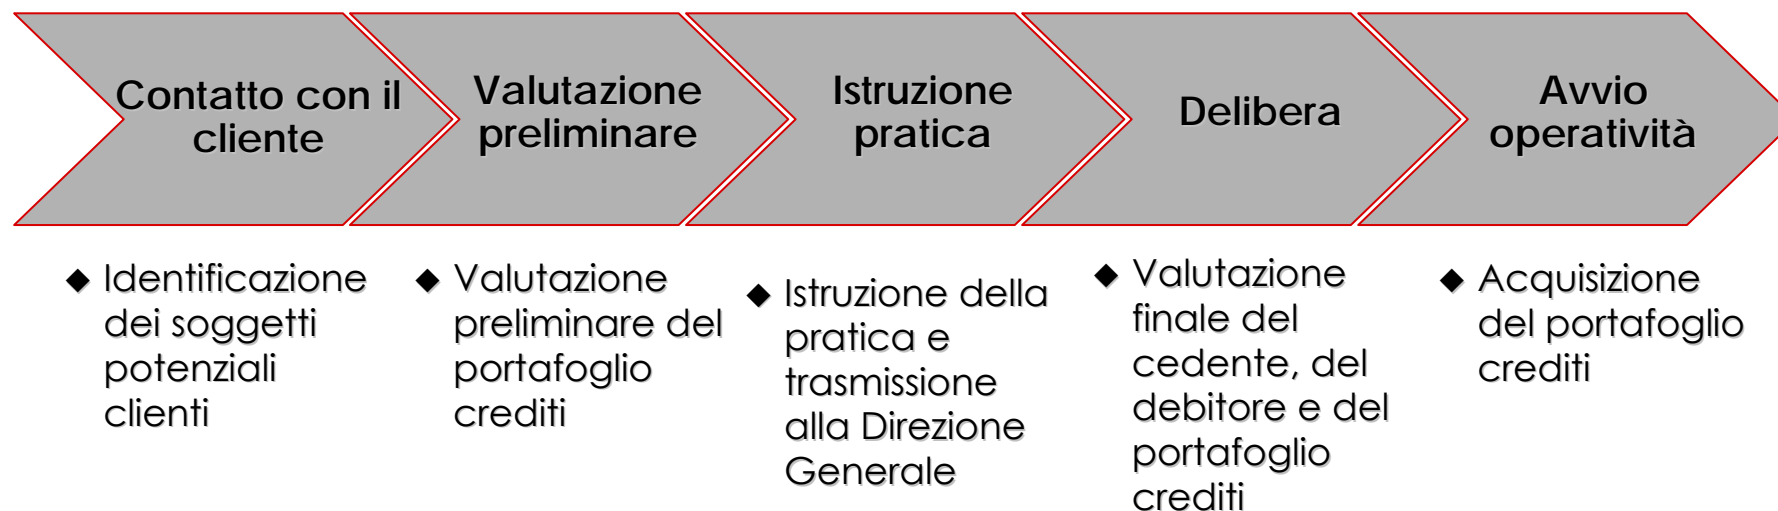 Contatto con il
cliente
Valutazione
preliminare
Istruzione
pratica
Delibera
Avvio
operatività
◆ Identificazione
dei soggetti
potenziali
clienti
◆ Valutazione
preliminare del
portafoglio
crediti
◆ Istruzione della
pratica e
trasmissione
alla Direzione
Generale
◆ Valutazione
finale del
cedente, del
debitore e del
portafoglio
crediti
◆ Acquisizione
del portafoglio
crediti